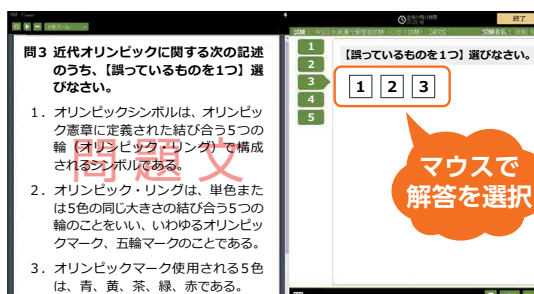 終了
問3 近代オリンピックに関する次の記述
のうち、【誤っているものを1つ】選
びなさい。
1. オリンピックシンボルは、オリンピッ
ク憲章に定義された結び合う5つの
輪（オリンピック・リング）で構成
されるシンボルである。
2. オリンピック・リングは、単色また
は5色の同じ大きさの結び合う5つの
輪のことをいい、いわゆるオリンピッ
クマーク、五輪マークのことである。
3. オリンピックマーク使用される5色
は、青、黄、茶、緑、赤である。
問題文
1
2
3
4
5
【誤っているものを1つ】選びなさい。
1 2 3
マウスで
解答を選択